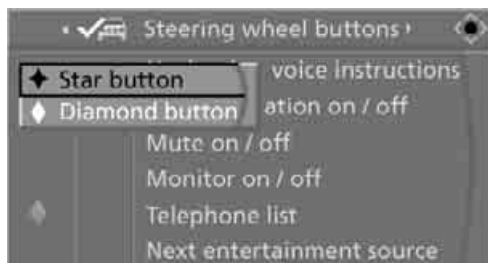 Steering wheel buttons
voice instructions
Star button
Diamond button
ation on / off
Mute on / off
Monitor on / off
Telephone list
Next entertainment source